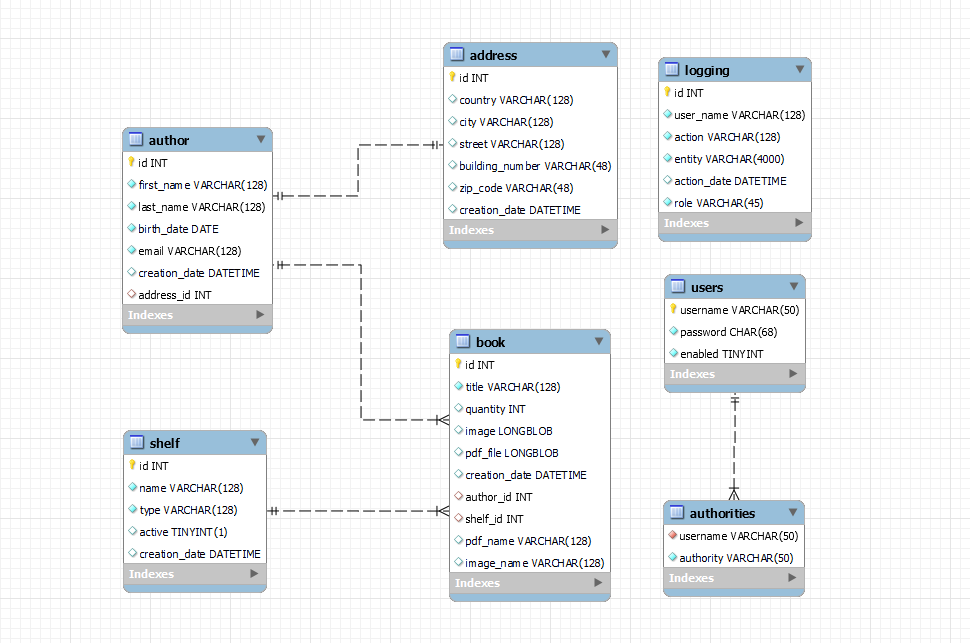 author
id INT
first_name VARCHAR(128)
last_name VARCHAR(128)
birth_date DATE
email VARCHAR(128)
creation_date DATETIME
address_id INT
Indexes
shelf
id INT
name VARCHAR(128)
type VARCHAR(128)
active TINYINT(1)
creation_date DATETIME
Indexes
address
id INT
country VARCHAR(128)
city VARCHAR(128)
street VARCHAR(128)
building_number VARCHAR(48)
zip_code VARCHAR(48)
creation_date DATETIME
Indexes
book
id INT
title VARCHAR(128)
quantity INT
image LONGBLOB
pdf_file LONGBLOB
creation_date DATETIME
author_id INT
shelf_id INT
pdf_name VARCHAR(128)
image_name VARCHAR(128)
Indexes
logging
id INT
user_name VARCHAR(128)
action VARCHAR(128)
entity VARCHAR(4000)
action_date DATETIME
role VARCHAR(45)
Indexes
users
username VARCHAR(50)
password CHAR(68)
enabled TINYINT
Indexes
authorities
username VARCHAR(50)
authority VARCHAR(50)
Indexes